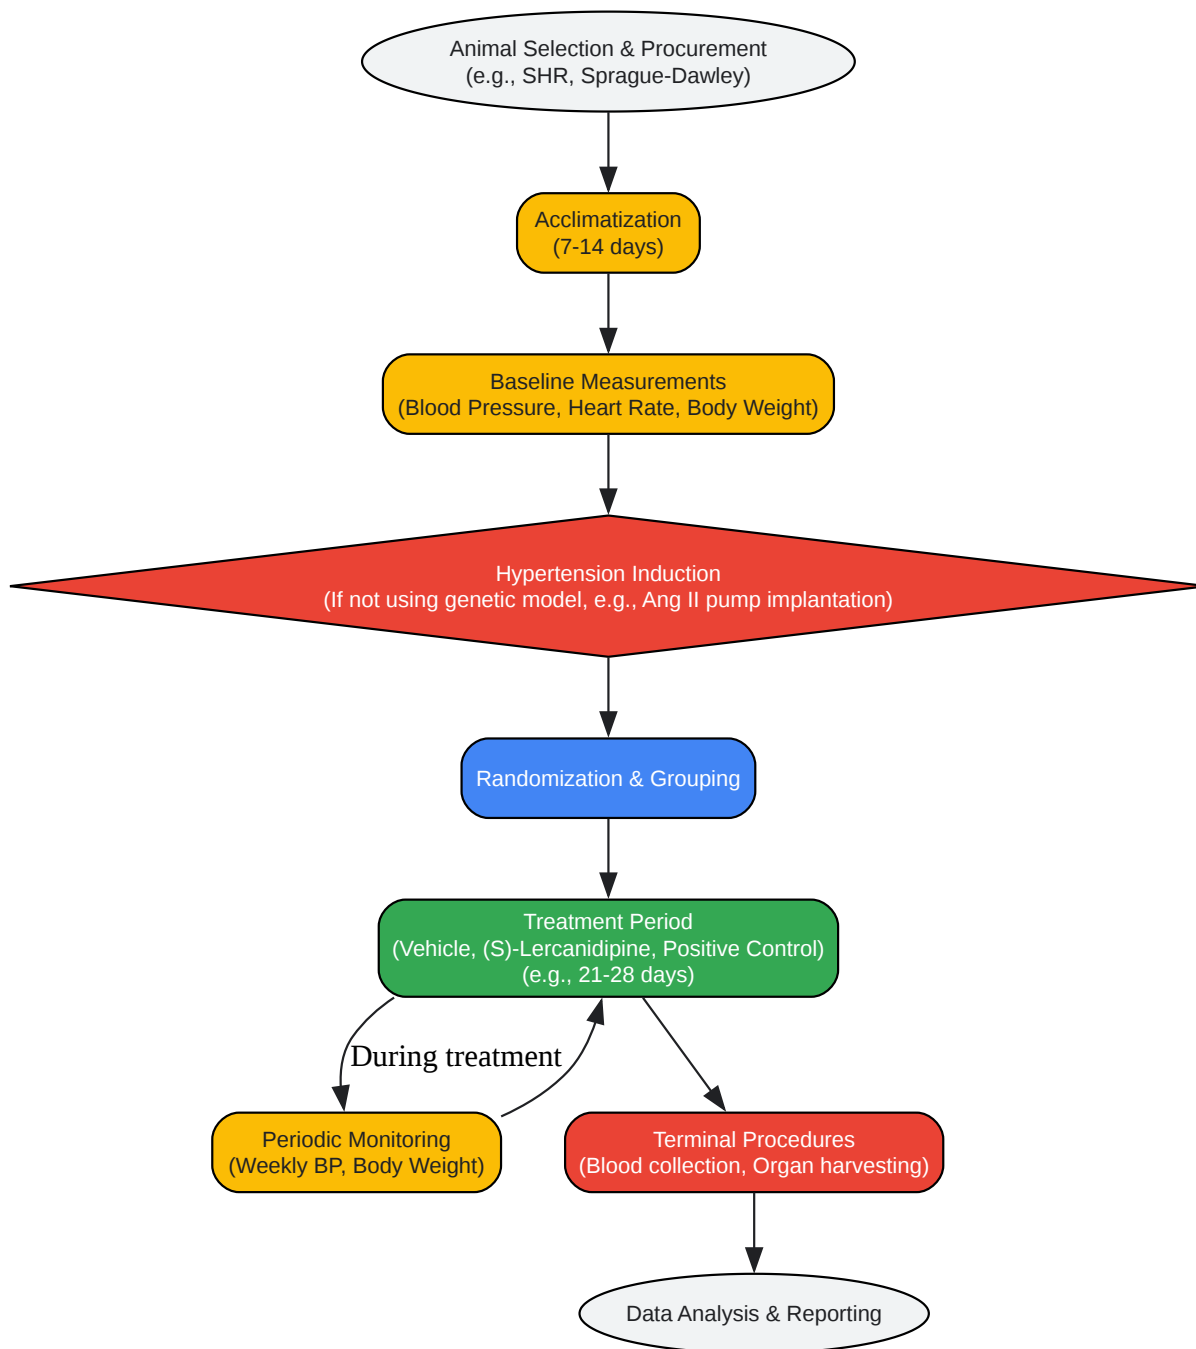 Animal Selection & Procurement
(e.g., SHR, Sprague-Dawley)
Acclimatization
(7-14 days)
Baseline Measurements
(Blood Pressure, Heart Rate, Body Weight)
Hypertension Induction
(If not using genetic model, e.g., Ang II pump implantation)
Randomization & Grouping
Treatment Period
(Vehicle, (S)-Lercanidipine, Positive Control)
(e.g., 21-28 days)
During treatment
Periodic Monitoring
(Weekly BP, Body Weight)
Terminal Procedures
(Blood collection, Organ harvesting)
Data Analysis & Reporting